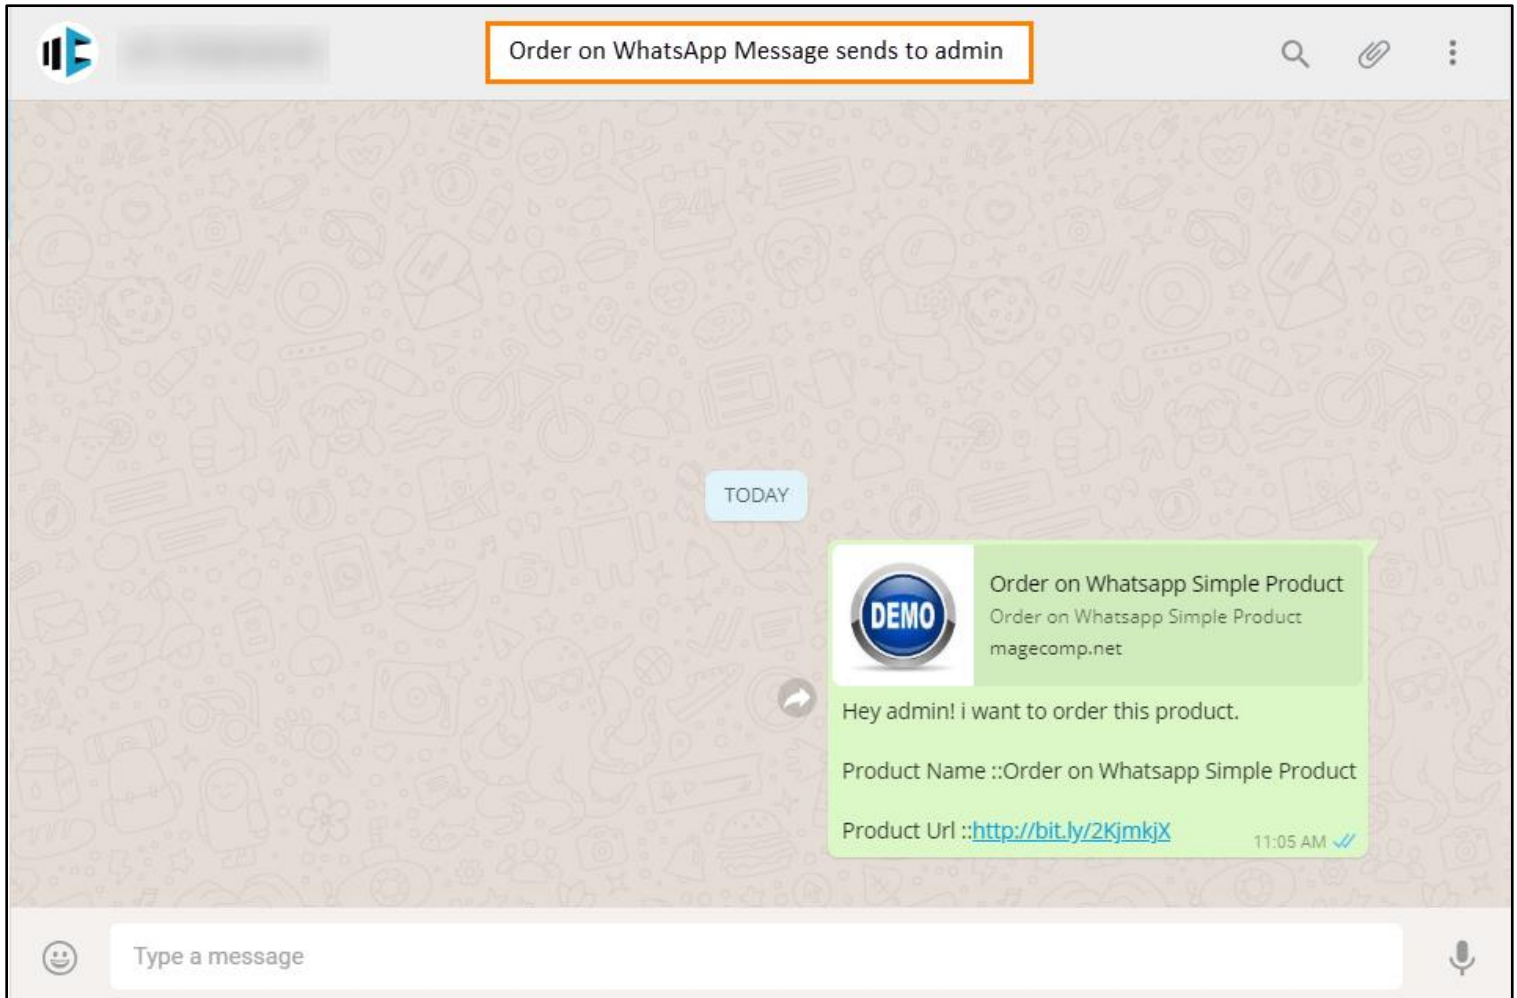 Order on WhatsApp Message sends to admin
TODAY
DEMO
Order on Whatsapp Simple Product
Order on Whatsapp Simple Product
magecomp.net
Hey admin! i want to order this product.
Product Name ::Order on Whatsapp Simple Product
Product Url ::http://bit.ly/2KjmkjX
11:05 AM
Type a message